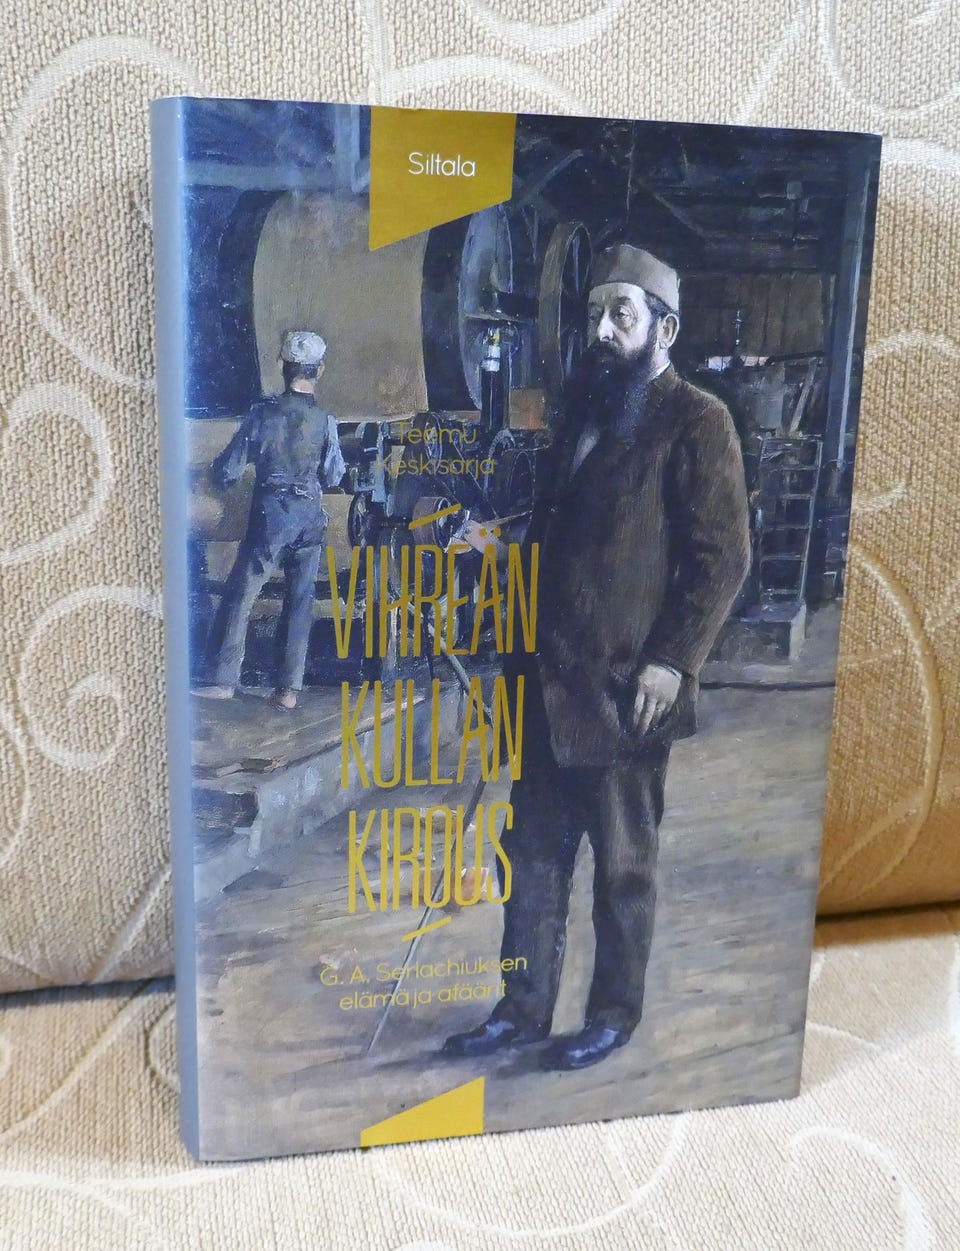 Siltala
Teemu
Keskisarja
VIHREÄN
KULLAN
KIROUS
G. A. Serlachiuksen
elämä ja afäärit